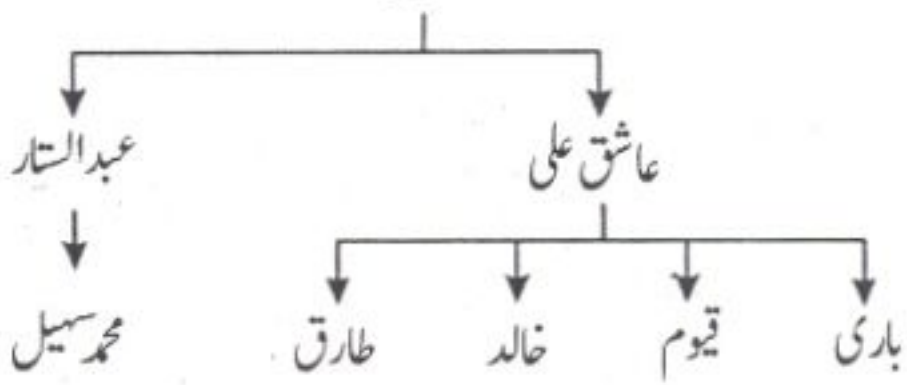 عاشق علی عبدالستار
باری قیوم خالد طارق محمد سہیل